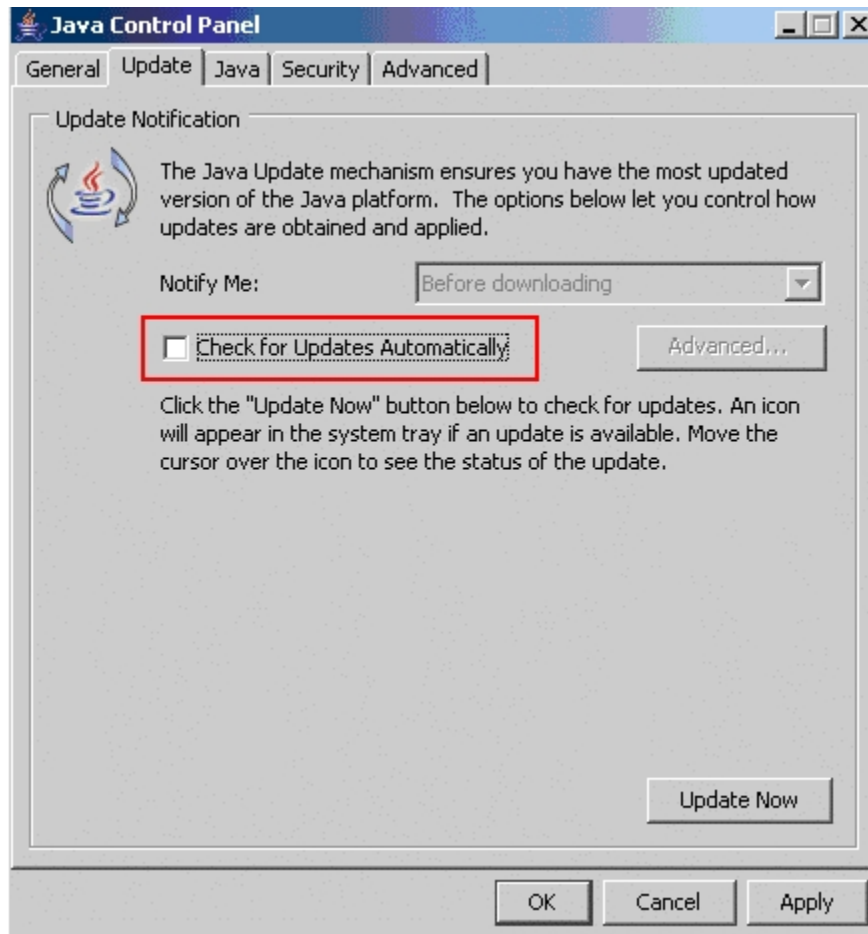 Java Control Panel
General Update Java Security Advanced
Update Notification
The Java Update mechanism ensures you have the most updated
version of the Java platform. The options below let you control how
updates are obtained and applied.
Notify Me: Before downloading
Check for Updates Automatically Advanced...
Click the "Update Now" button below to check for updates. An icon
will appear in the system tray if an update is available. Move the
cursor over the icon to see the status of the update.
Update Now
OK Cancel Apply